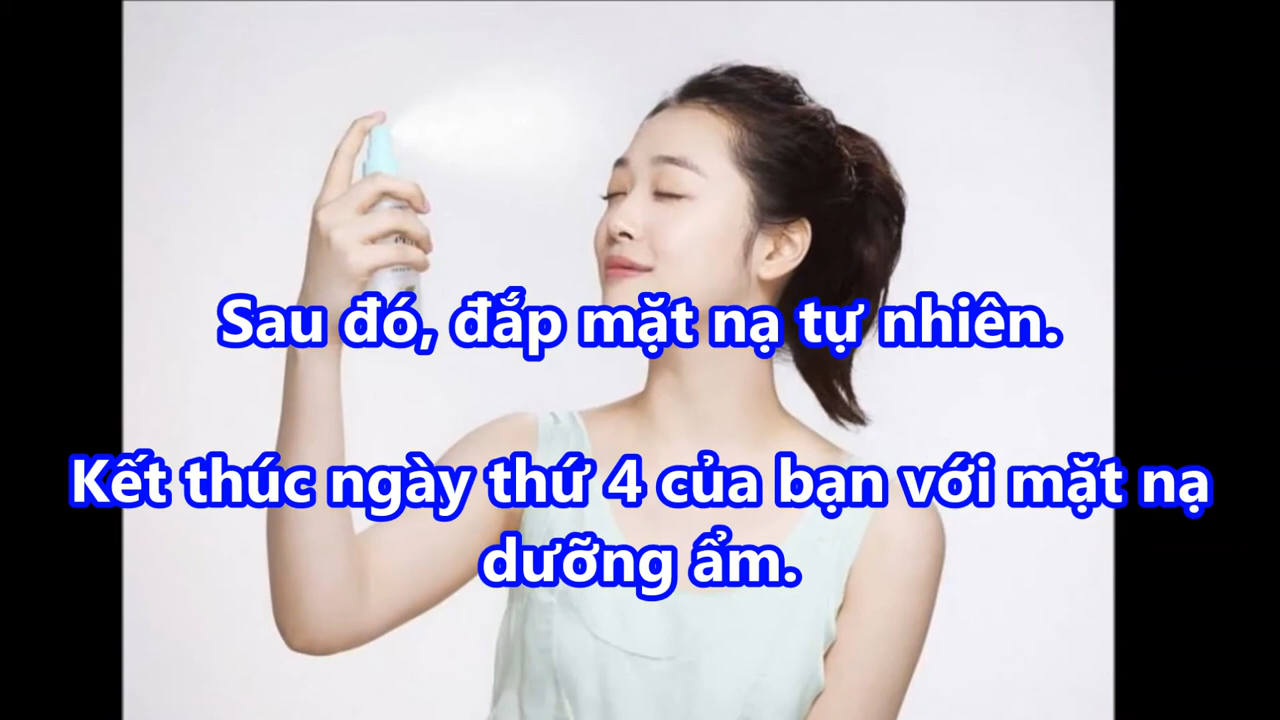 Sau đó, đắp mặt nạ tự nhiên.
Kết thúc ngày thứ 4 của bạn với mặt nạ
dưỡng ẩm.